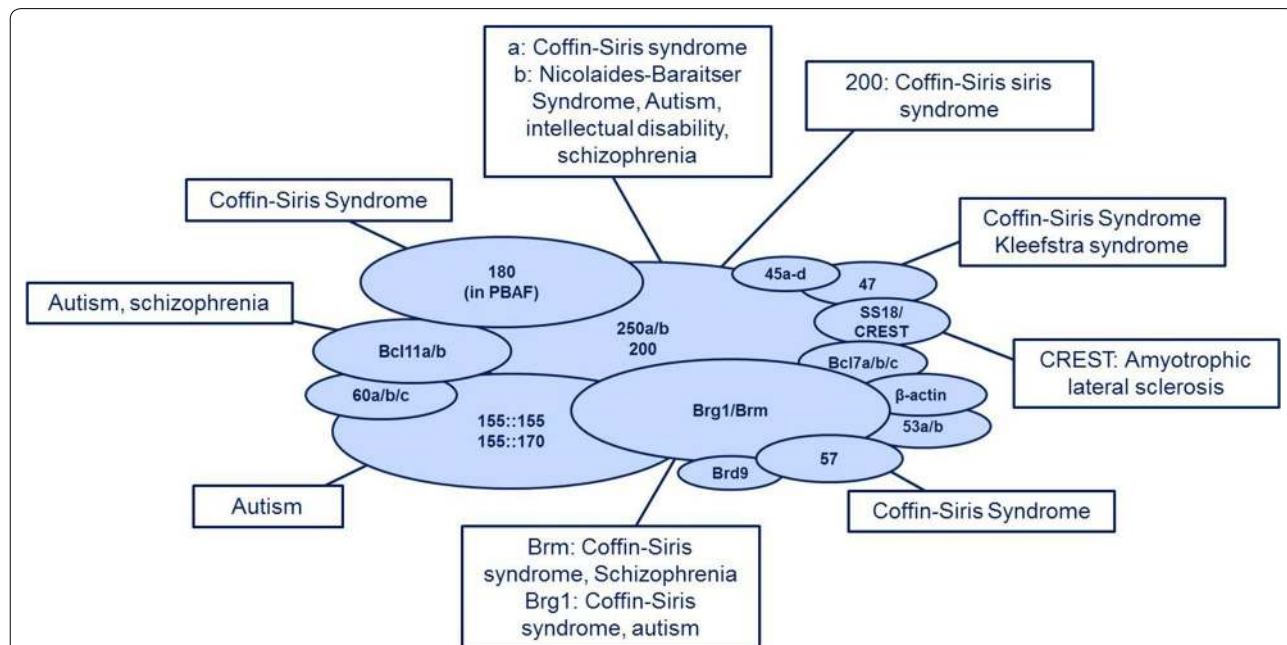 a: Coffin-Siris syndrome
b: Nicolaides-Baraitser
Syndrome, Autism,
intellectual disability,
schizophrenia
200: Coffin-Siris siris
syndrome
Coffin-Siris Syndrome
Coffin-Siris Syndrome
Kleefstra syndrome
Autism, schizophrenia
180
(in PBAF)
45a-d
47
SS18/
CREST
250a/b
200
Bcl11a/b
Bcl7a/b/c
CREST: Amyotrophic
lateral sclerosis
60a/b/c
β-actin
Brg1/Brm
53a/b
155::155
155::170
57
Brd9
Autism
Coffin-Siris Syndrome
Brm: Coffin-Siris
syndrome, Schizophrenia
Brg1: Coffin-Siris
syndrome, autism